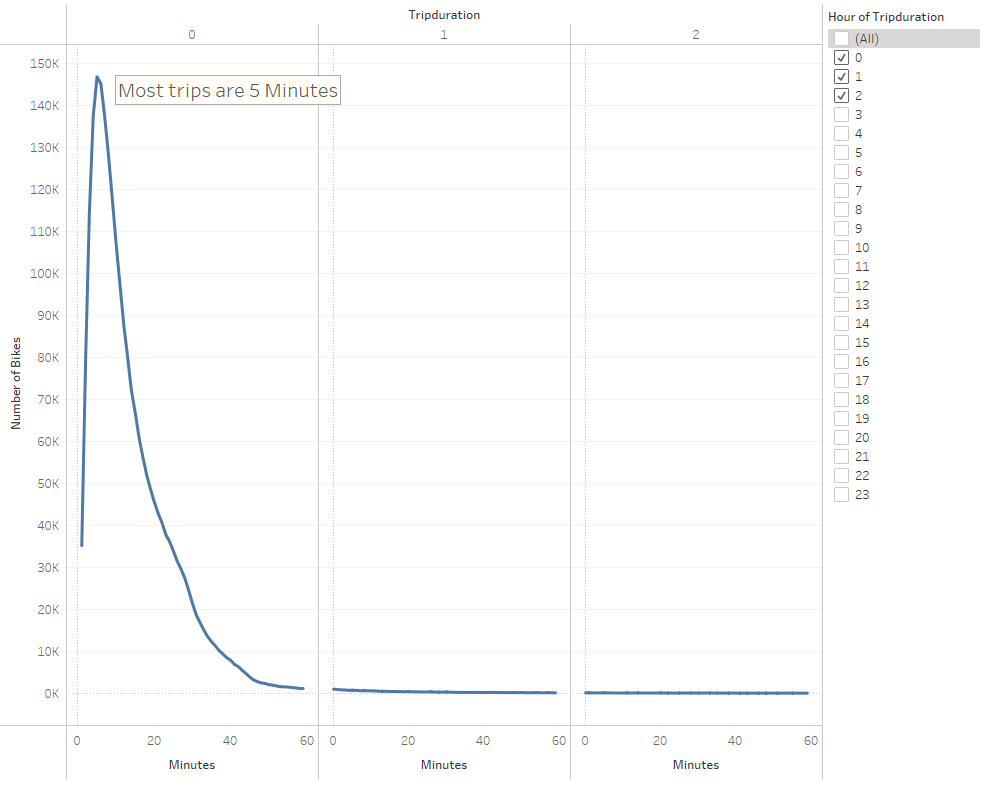 Tripduration
0 1 2
150K
140K
130K
120K
110K
100K
90K
80K
70K
60K
50K
40K
30K
20K
10K
0K
Number of Bikes
Most trips are 5 Minutes
0 20 40 60 0 20 40 60 0 20 40 60
Minutes Minutes Minutes
Hour of Tripduration
(All)
0
1
2
3
4
5
6
7
8
9
10
11
12
13
14
15
16
17
18
19
20
21
22
23